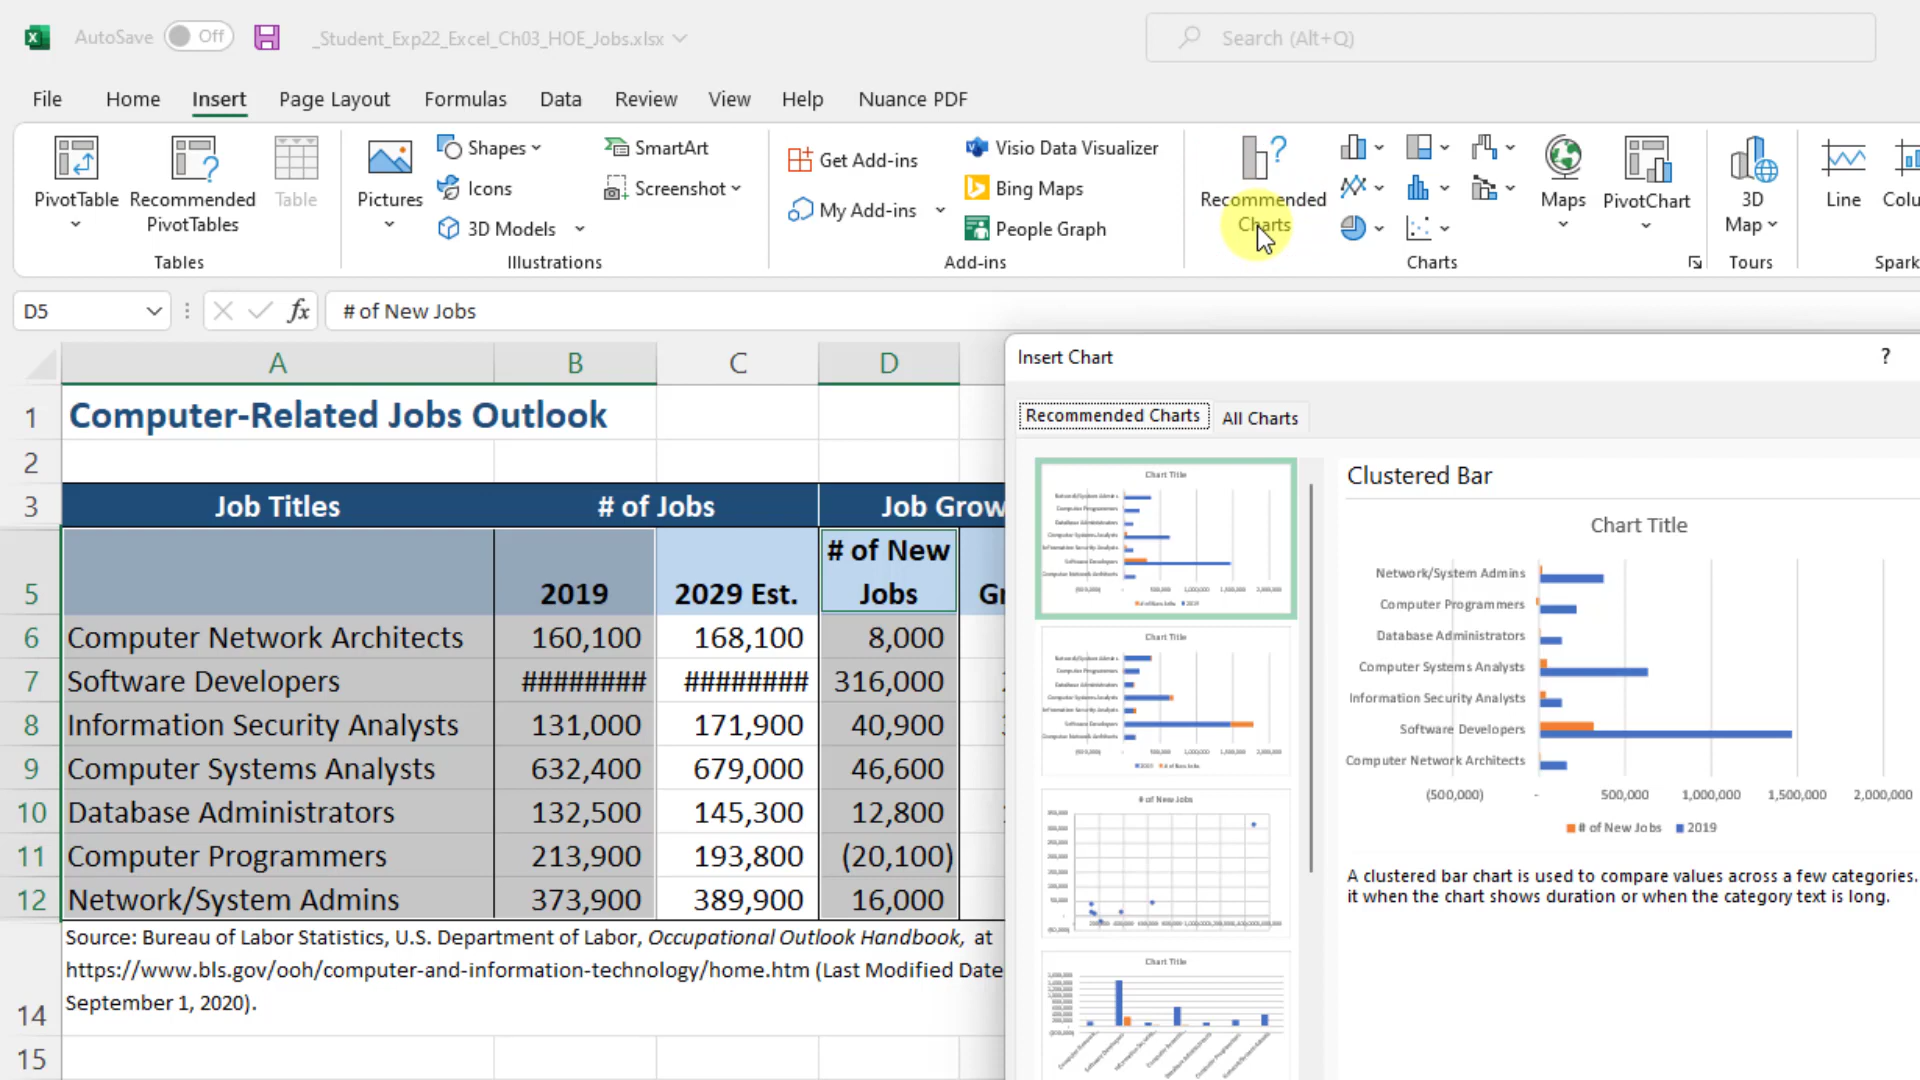 AutoSave Off _Student_Exp22_Excel_Ch03_HOE_Jobs.xlsx Search (Alt+Q)
File Home Insert Page Layout Formulas Data Review View Help Nuance PDF
PivotTable
Recommended
PivotTables
Table
Tables
Pictures
Shapes
Icons
3D Models
SmartArt
Screenshot
Illustrations
Get Add-ins
My Add-ins
Visio Data Visualizer
Bing Maps
People Graph
Add-ins
Recommended
Charts
Maps
PivotChart
Charts
3D
Map
Tours
Line
Colu
Spark
D5 fx # of New Jobs
A B C D
1 Computer-Related Jobs Outlook
2
3 Job Titles # of Jobs Job Grow
5 2019 2029 Est. # of New
Jobs Gr
6 Computer Network Architects 160,100 168,100 8,000
7 Software Developers ######## ######## 316,000
8 Information Security Analysts 131,000 171,900 40,900
9 Computer Systems Analysts 632,400 679,000 46,600
10 Database Administrators 132,500 145,300 12,800
11 Computer Programmers 213,900 193,800 (20,100)
12 Network/System Admins 373,900 389,900 16,000
Source: Bureau of Labor Statistics, U.S. Department of Labor, Occupational Outlook Handbook, at
https://www.bls.gov/ooh/computer-and-information-technology/home.htm (Last Modified Date
September 1, 2020).
14
15
Insert Chart ?
Recommended Charts All Charts
Chart Title
Chart Title
# of New Jobs
Chart Title
Clustered Bar
Chart Title
Network/System Admins
Computer Programmers
Database Administrators
Computer Systems Analysts
Information Security Analysts
Software Developers
Computer Network Architects
(500,000) - 500,000 1,000,000 1,500,000 2,000,000
# of New Jobs 2019
A clustered bar chart is used to compare values across a few categories.
it when the chart shows duration or when the category text is long.